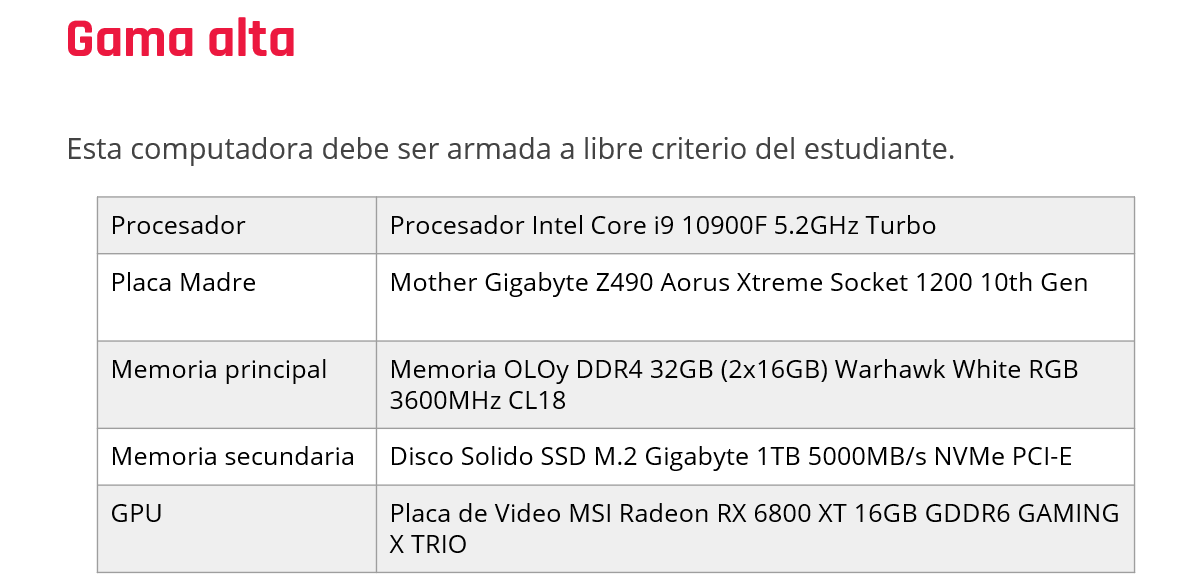 Gama alta
Esta computadora debe ser armada a libre criterio del estudiante.
Procesador
Procesador Intel Core i9 10900F 5.2GHz Turbo
Placa Madre
Mother Gigabyte Z490 Aorus Xtreme Socket 1200 10th Gen
Memoria principal
Memoria OLOy DDR4 32GB (2x16GB) Warhawk White RGB
3600MHz CL18
Memoria secundaria
Disco Solido SSD M.2 Gigabyte 1TB 5000MB/s NVMe PCI-E
GPU
Placa de Video MSI Radeon RX 6800 XT 16GB GDDR6 GAMING
X TRIO